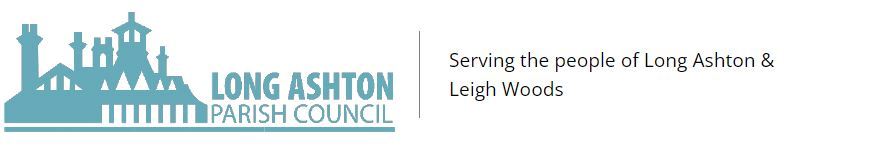 LONG ASHTON
PARISH COUNCIL
Serving the people of Long Ashton &
Leigh Woods